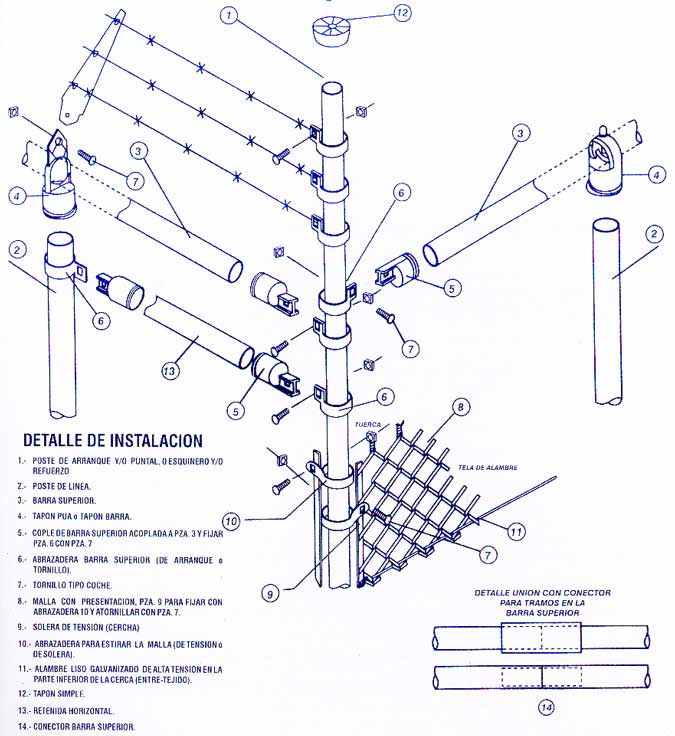 1
12
3
3
4
7
4
6
2
2
5
6
7
13
5
6
8
TUERCA
TELA DE ALAMBRE
10
11
7
9
DETALLE DE INSTALACION
1.- POSTE DE ARRANQUE Y/O PUNTAL, O ESQUINERO Y/O
REFUERZO
2.- POSTE DE LINEA.
3.- BARRA SUPERIOR.
4.- TAPON PUA ó TAPON BARRA.
5.- COPLE DE BARRA SUPERIOR ACOPLADA A PZA. 3 Y FIJAR
PZA. 6 CON PZA. 7
6.- ABRAZADERA BARRA SUPERIOR (DE ARRANQUE ó
TORNILLO).
7.- TORNILLO TIPO COCHE.
8.- MALLA CON PRESENTACION, PZA. 9 PARA FIJAR CON
ABRAZADERA 10 Y ATORNILLAR CON PZA. 7.
9.- SOLERA DE TENSIÓN (CERCHA)
10.- ABRAZADERA PARA ESTIRAR LA MALLA (DE TENSION ó
DE SOLERA).
11.- ALAMBRE LISO GALVANIZADO DE ALTA TENSION EN LA
PARTE INFERIOR DE LA CERCA (ENTRE-TEJIDO).
12.- TAPON SIMPLE.
13.- RETENIDA HORIZONTAL.
14.- CONECTOR BARRA SUPERIOR.
DETALLE UNION CON CONECTOR
PARA TRAMOS EN LA
BARRA SUPERIOR
14